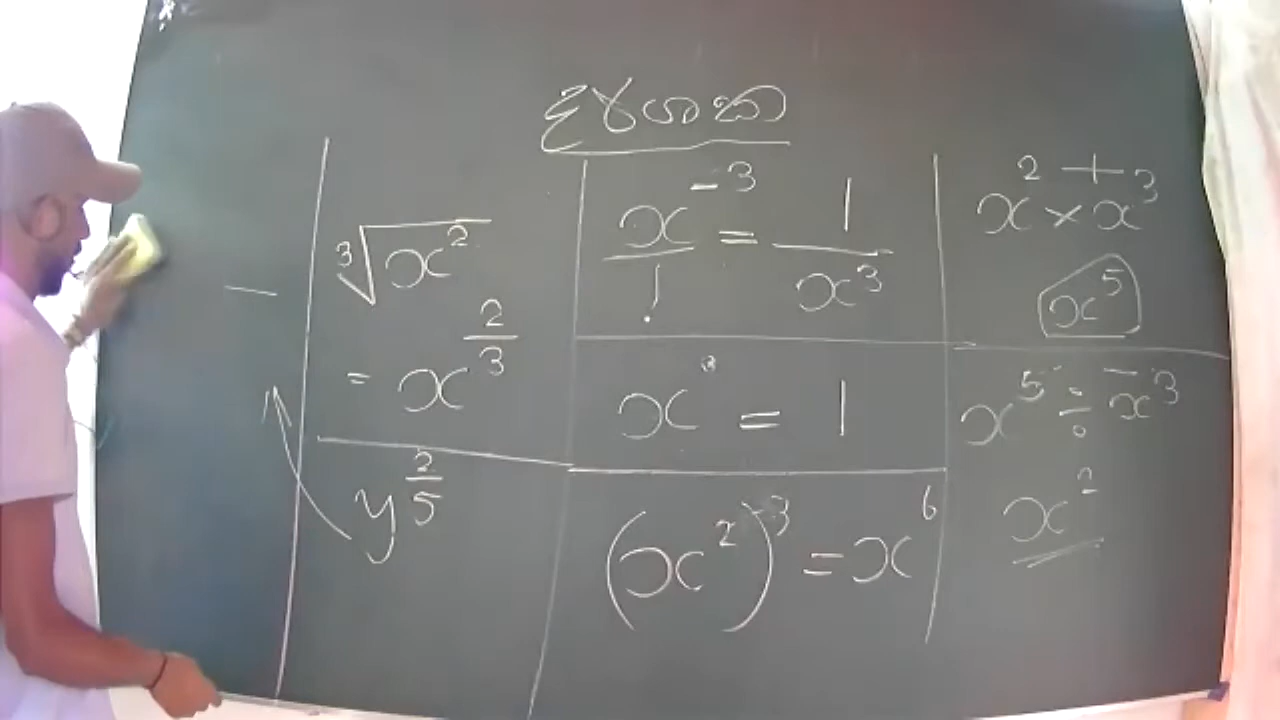 දර්ශක
∛x²
= x^(2/3)
y^(2/5)
x⁻³ = 1/x³
x⁰ = 1
(x²)³ = x⁶
x² × x³
+
x⁵
x⁵ ÷ x³
−
x²